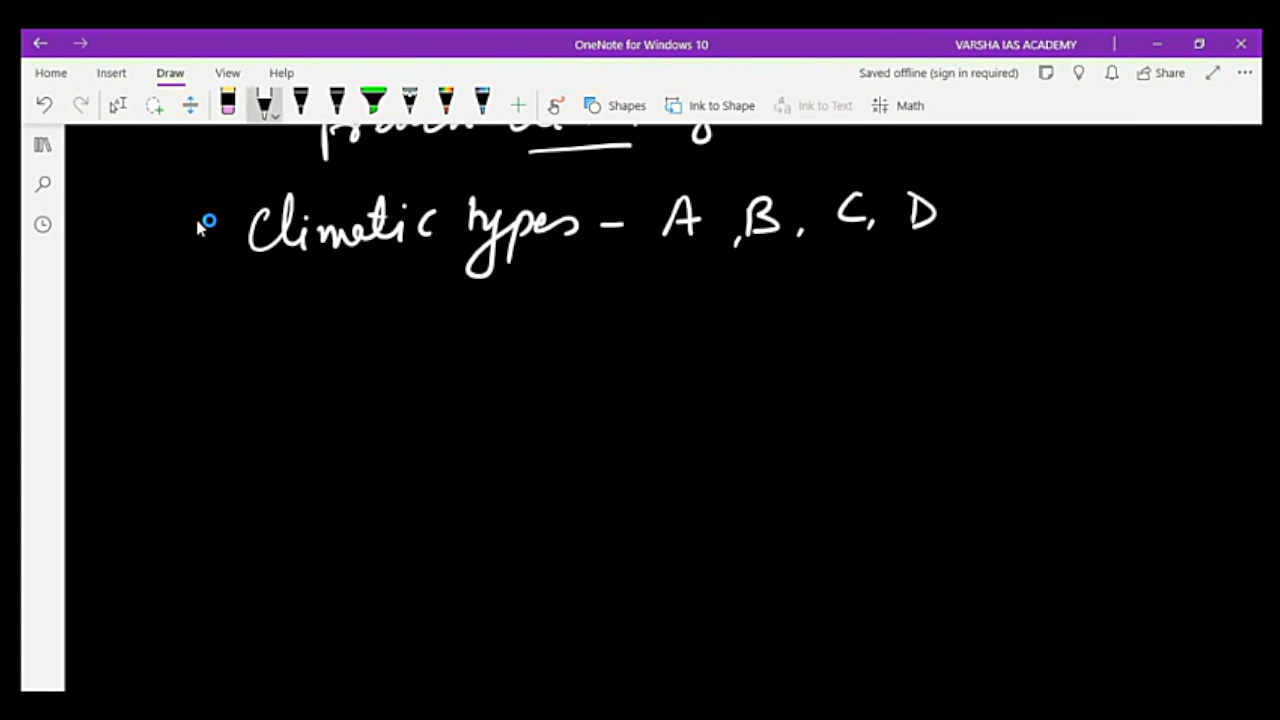 OneNote for Windows 10 VARSHA IAS ACADEMY
Home Insert Draw View Help Saved offline (sign in required) Share
Shapes Ink to Shape Ink to Text Math
Climatic types - A, B, C, D